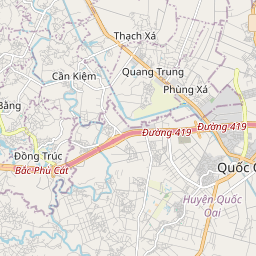 Thạch Xá
Quang Trung
Cần Kiệm
Phùng Xá
Bằng
Đường 419
Đường 419
Đồng Trúc
Bắc Phú Cát
Quốc
Huyện Quốc
Oai